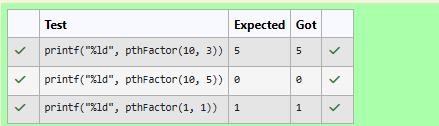 Test Expected Got
printf("%ld", pthFactor(10, 3)) 5 5
printf("%ld", pthFactor(10, 5)) 0 0
printf("%ld", pthFactor(1, 1)) 1 1